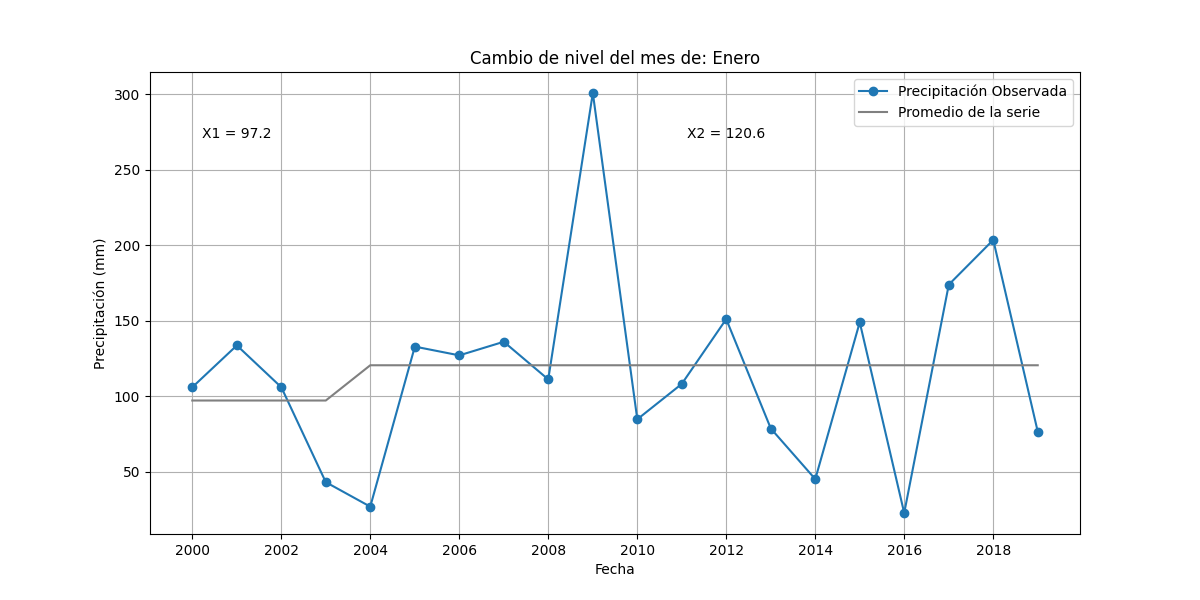 Cambio de nivel del mes de: Enero
Precipitación Observada
Promedio de la serie
X1 = 97.2
X2 = 120.6
Precipitación (mm)
300
250
200
150
100
50
2000
2002
2004
2006
2008
2010
2012
2014
2016
2018
Fecha